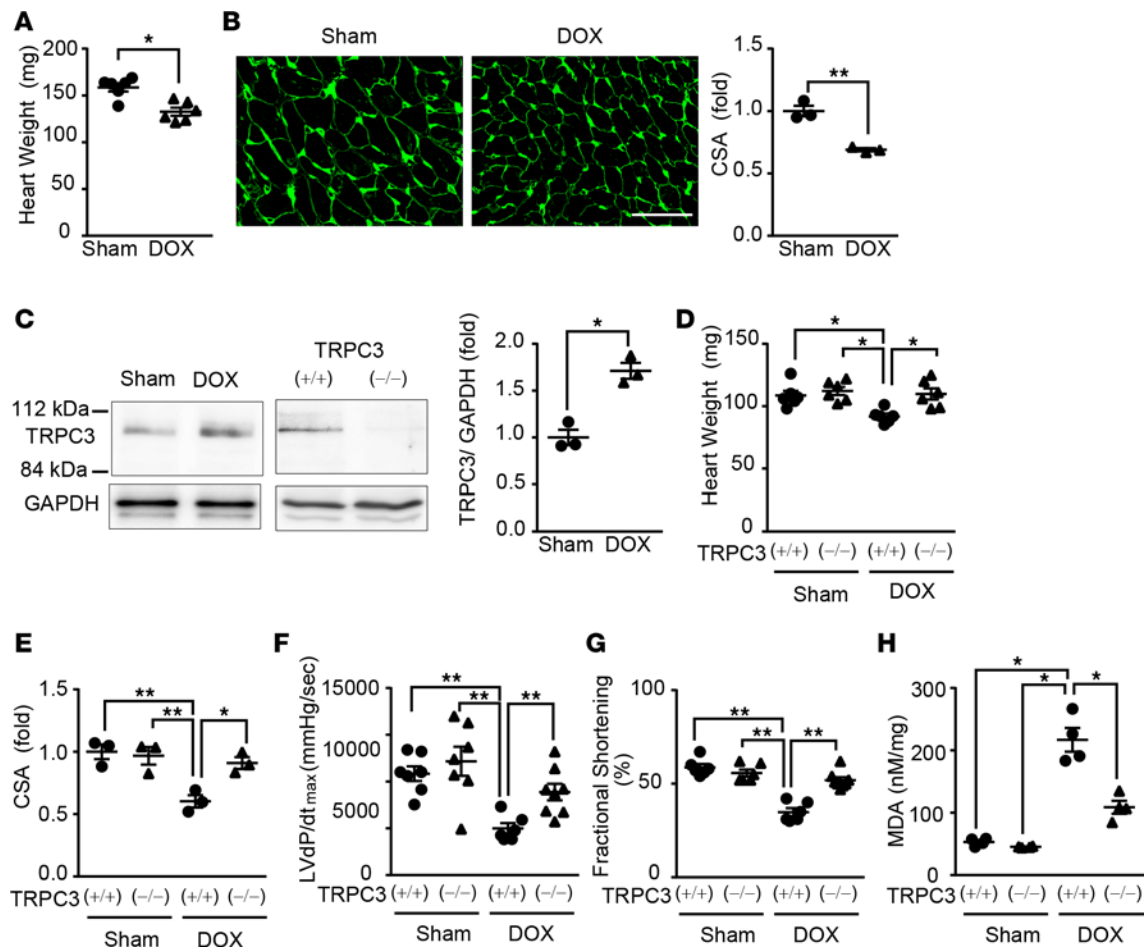 A
Heart Weight (mg)
200
150
100
50
0
*
Sham DOX
B
Sham DOX
CSA (fold)
1.5
1.0
0.5
0.0
**
Sham DOX
C
Sham DOX
TRPC3
(+/+) (−/−)
112 kDa
TRPC3
84 kDa
GAPDH
TRPC3/ GAPDH (fold)
2.0
1.5
1.0
0.5
0.0
*
Sham DOX
D
Heart Weight (mg)
150
100
50
0
*
* *
TRPC3 (+/+) (−/−) (+/+) (−/−)
Sham DOX
E
CSA (fold)
1.5
1.0
0.5
0.0
**
** *
TRPC3 (+/+) (−/−) (+/+) (−/−)
Sham DOX
F
LVdP/dt max (mmHg/sec)
15000
10000
5000
0
**
** **
TRPC3 (+/+) (−/−) (+/+) (−/−)
Sham DOX
G
Fractional Shortening
(%)
100
50
0
**
** **
TRPC3 (+/+) (−/−) (+/+) (−/−)
Sham DOX
H
MDA (nM/mg)
300
200
100
0
*
* *
TRPC3 (+/+) (−/−) (+/+) (−/−)
Sham DOX